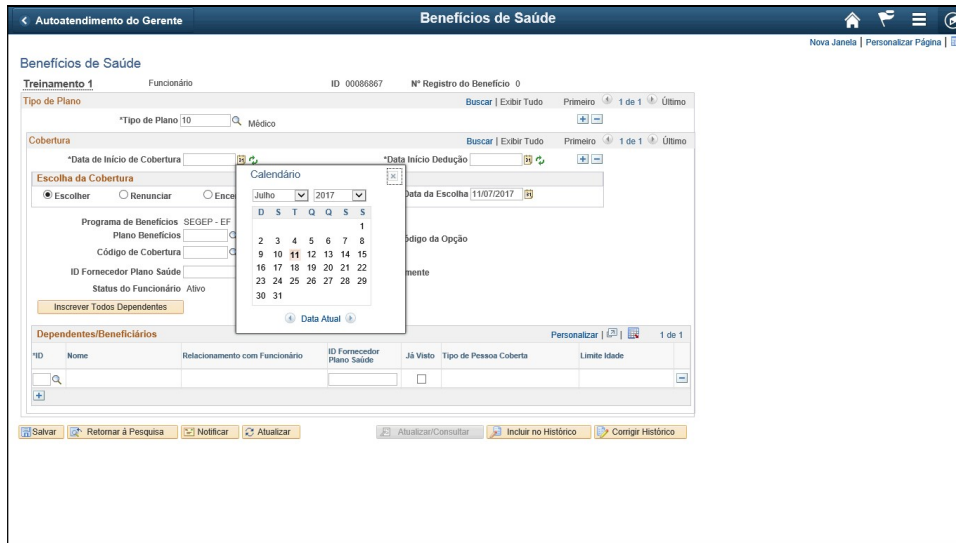 Autoatendimento do Gerente Benefícios de Saúde
Nova Janela | Personalizar Página |
Benefícios de Saúde
Treinamento 1 Funcionário ID 00086867 Nº Registro do Benefício 0
Tipo de Plano Buscar | Exibir Tudo Primeiro 1 de 1 Último
*Tipo de Plano 10 Médico
Cobertura Buscar | Exibir Tudo Primeiro 1 de 1 Último
*Data de Início de Cobertura *Data Início Dedução
Escolha da Cobertura
Escolher Renunciar Data da Escolha 11/07/2017
Programa de Benefícios SEGEP - EF
Plano Benefícios
Código de Cobertura
ID Fornecedor Plano Saúde
Status do Funcionário Ativo
Inscrever Todos Dependentes
Calendário
Julho 2017
D S T Q Q S S
1
2 3 4 5 6 7 8
9 10 11 12 13 14 15
16 17 18 19 20 21 22
23 24 25 26 27 28 29
30 31
Data Atual
ódigo da Opção
mente
Dependentes/Beneficiários Personalizar | | 1 de 1
*ID Nome Relacionamento com Funcionário ID Fornecedor Plano Saúde Já Visto Tipo de Pessoa Coberta Limite Idade
Salvar Retornar à Pesquisa Notificar Atualizar Atualizar/Consultar Incluir no Histórico Corrigir Histórico